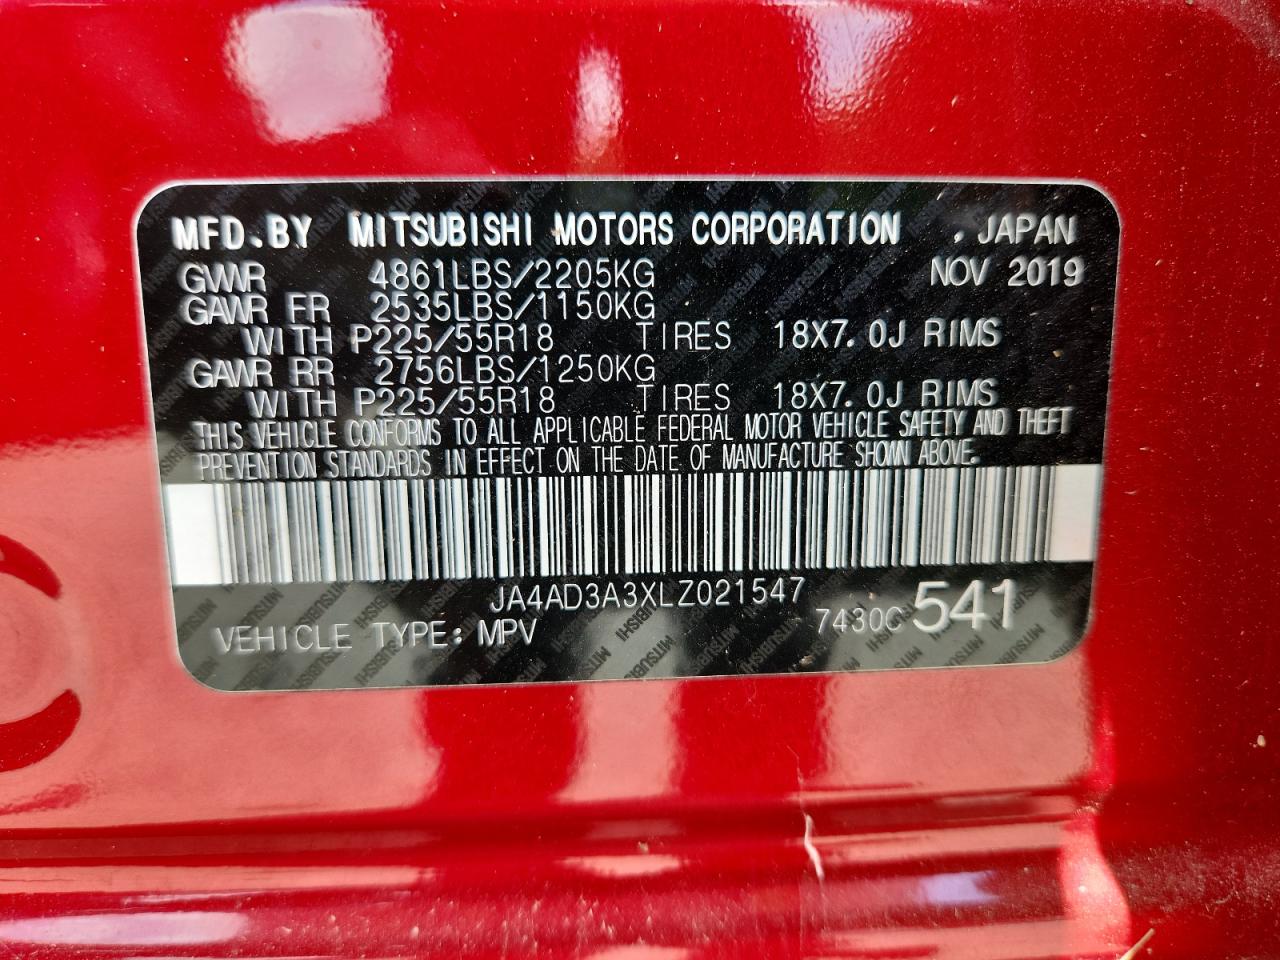 MFD.BY MITSUBISHI MOTORS CORPORATION , JAPAN
GVWR 4861LBS/2205KG NOV 2019
GAWR FR 2535LBS/1150KG
WITH P225/55R18 TIRES 18X7.0J RIMS
GAWR RR 2756LBS/1250KG
WITH P225/55R18 TIRES 18X7.0J RIMS
THIS VEHICLE CONFORMS TO ALL APPLICABLE FEDERAL MOTOR VEHICLE SAFETY AND THEFT
PREVENTION STANDARDS IN EFFECT ON THE DATE OF MANUFACTURE SHOWN ABOVE.
JA4AD3A3XLZ021547
VEHICLE TYPE: MPV 7430C 541